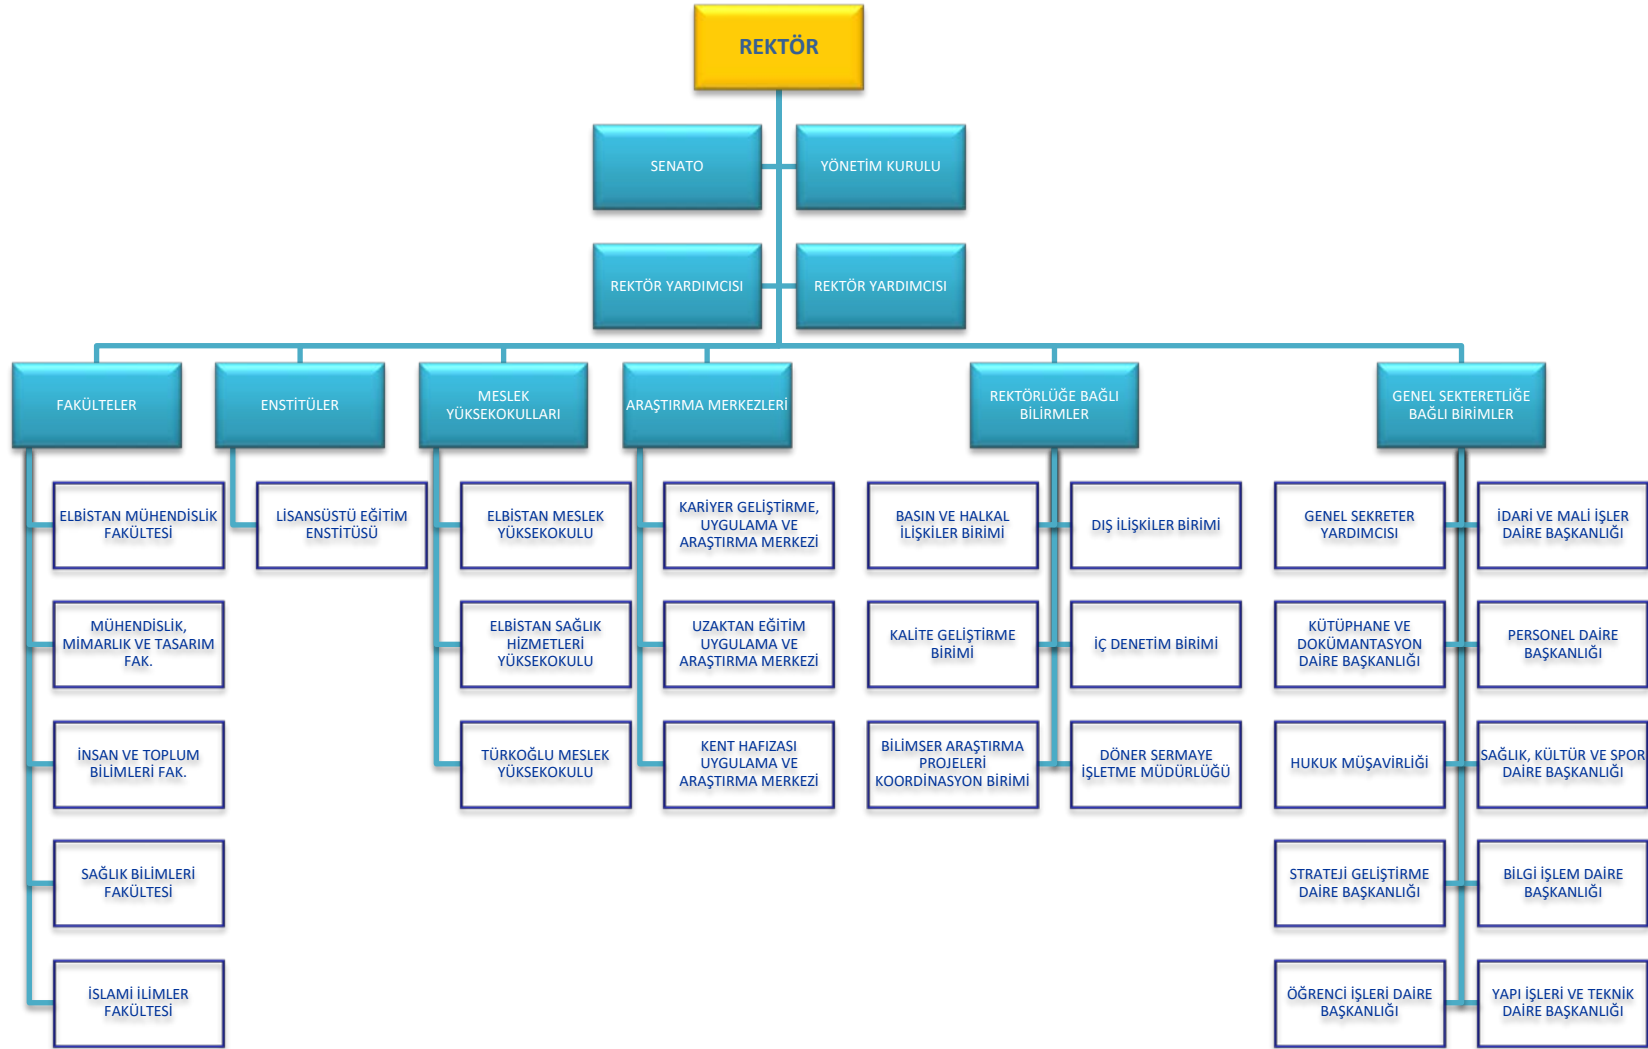 REKTÖR
SENATO
YÖNETİM KURULU
REKTÖR YARDIMCISI
REKTÖR YARDIMCISI
FAKÜLTELER
ENSTİTÜLER
MESLEK
YÜKSEKOKULLARI
ARAŞTIRMA MERKEZLERİ
REKTÖRLÜĞE BAĞLI
BİLİRMLER
GENEL SEKTERETLİĞE
BAĞLI BİRİMLER
ELBİSTAN MÜHENDİSLİK
FAKÜLTESİ
MÜHENDİSLİK,
MİMARLIK VE TASARIM
FAK.
İNSAN VE TOPLUM
BİLİMLERİ FAK.
SAĞLIK BİLİMLERİ
FAKÜLTESİ
İSLAMİ İLİMLER
FAKÜLTESİ
LİSANSÜSTÜ EĞİTİM
ENSTİTÜSÜ
ELBİSTAN MESLEK
YÜKSEKOKULU
ELBİSTAN SAĞLIK
HİZMETLERİ
YÜKSEKOKULU
TÜRKOĞLU MESLEK
YÜKSEKOKULU
KARİYER GELİŞTİRME,
UYGULAMA VE
ARAŞTIRMA MERKEZİ
UZAKTAN EĞİTİM
UYGULAMA VE
ARAŞTIRMA MERKEZİ
KENT HAFIZASI
UYGULAMA VE
ARAŞTIRMA MERKEZİ
BASIN VE HALKAL
İLİŞKİLER BİRİMİ
DIŞ İLİŞKİLER BİRİMİ
KALİTE GELİŞTİRME
BİRİMİ
İÇ DENETİM BİRİMİ
BİLİMSER ARAŞTIRMA
PROJELERİ
KOORDİNASYON BİRİMİ
DÖNER SERMAYE
İŞLETME MÜDÜRLÜĞÜ
GENEL SEKRETER
YARDIMCISI
İDARİ VE MALİ İŞLER
DAİRE BAŞKANLIĞI
KÜTÜPHANE VE
DOKÜMANTASYON
DAİRE BAŞKANLIĞI
PERSONEL DAİRE
BAŞKANLIĞI
HUKUK MÜŞAVİRLİĞİ
SAĞLIK, KÜLTÜR VE SPOR
DAİRE BAŞKANLIĞI
STRATEJİ GELİŞTİRME
DAİRE BAŞKANLIĞI
BİLGİ İŞLEM DAİRE
BAŞKANLIĞI
ÖĞRENCİ İŞLERİ DAİRE
BAŞKANLIĞI
YAPI İŞLERİ VE TEKNİK
DAİRE BAŞKANLIĞI